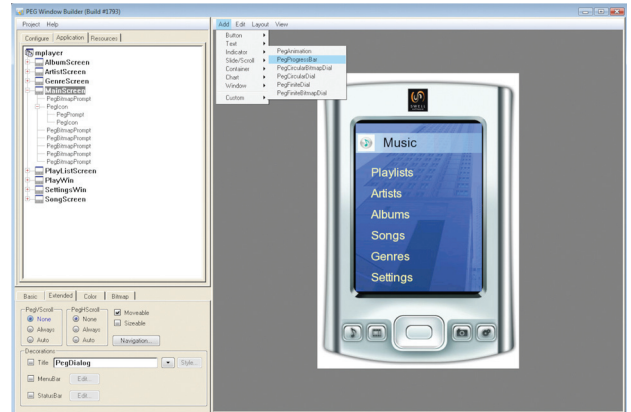 PEG Window Builder (Build #1793)
Project Help
Configure Application Resources
mplayer
AlbumScreen
ArtistScreen
GenreScreen
MainScreen
PegBitmapPrompt
PegIcon
PegPrompt
PegIcon
PegBitmapPrompt
PegBitmapPrompt
PegBitmapPrompt
PegBitmapPrompt
PlayListScreen
PlayWin
SettingsWin
SongScreen
Basic Extended Color Bitmap
PegVScroll PegHScroll
None None
Always Always
Auto Auto
Moveable
Sizeable
Navigation...
Decorations
Title PegDialog Style...
MenuBar Edit...
StatusBar Edit...
Add Edit Layout View
Button
Text
Indicator
Slide/Scroll
Container
Chart
Window
Custom
PegAnimation
PegProgressBar
PegCircularBitmapDial
PegCircularDial
PegFiniteDial
PegFiniteBitmapDial
SWELL
Music
Playlists
Artists
Albums
Songs
Genres
Settings